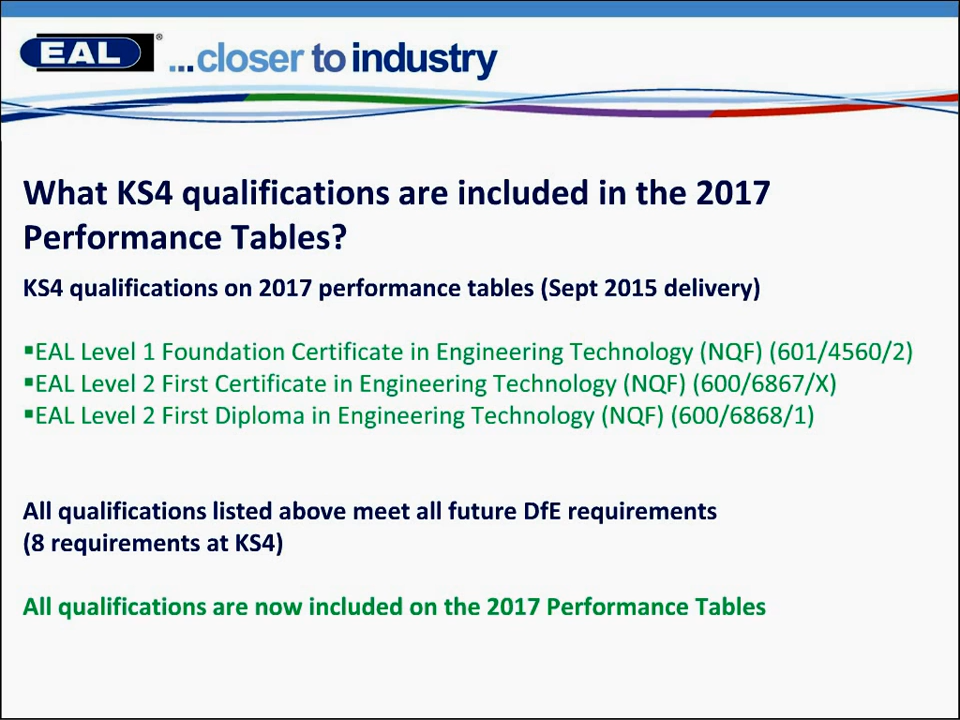 EAL® ...closer to industry
What KS4 qualifications are included in the 2017
Performance Tables?
KS4 qualifications on 2017 performance tables (Sept 2015 delivery)
▪EAL Level 1 Foundation Certificate in Engineering Technology (NQF) (601/4560/2)
▪EAL Level 2 First Certificate in Engineering Technology (NQF) (600/6867/X)
▪EAL Level 2 First Diploma in Engineering Technology (NQF) (600/6868/1)
All qualifications listed above meet all future DfE requirements
(8 requirements at KS4)
All qualifications are now included on the 2017 Performance Tables